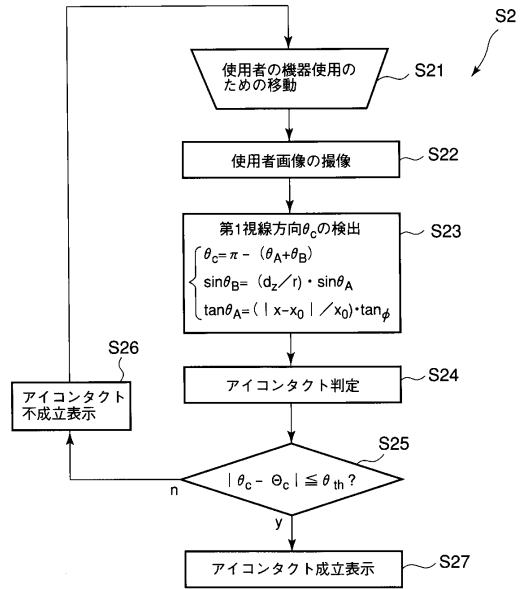 S2
使用者の機器使用の
ための移動
S21
使用者画像の撮像
S22
第1視線方向θcの検出
θc=π－（θA+θB）
sinθB=（dz／r）・sinθA
tanθA=（｜x−x0｜／x0）・tanφ
S23
アイコンタクト判定
S24
S25
｜θc − Θc｜≦θth？
n
y
S26
アイコンタクト
不成立表示
アイコンタクト成立表示
S27